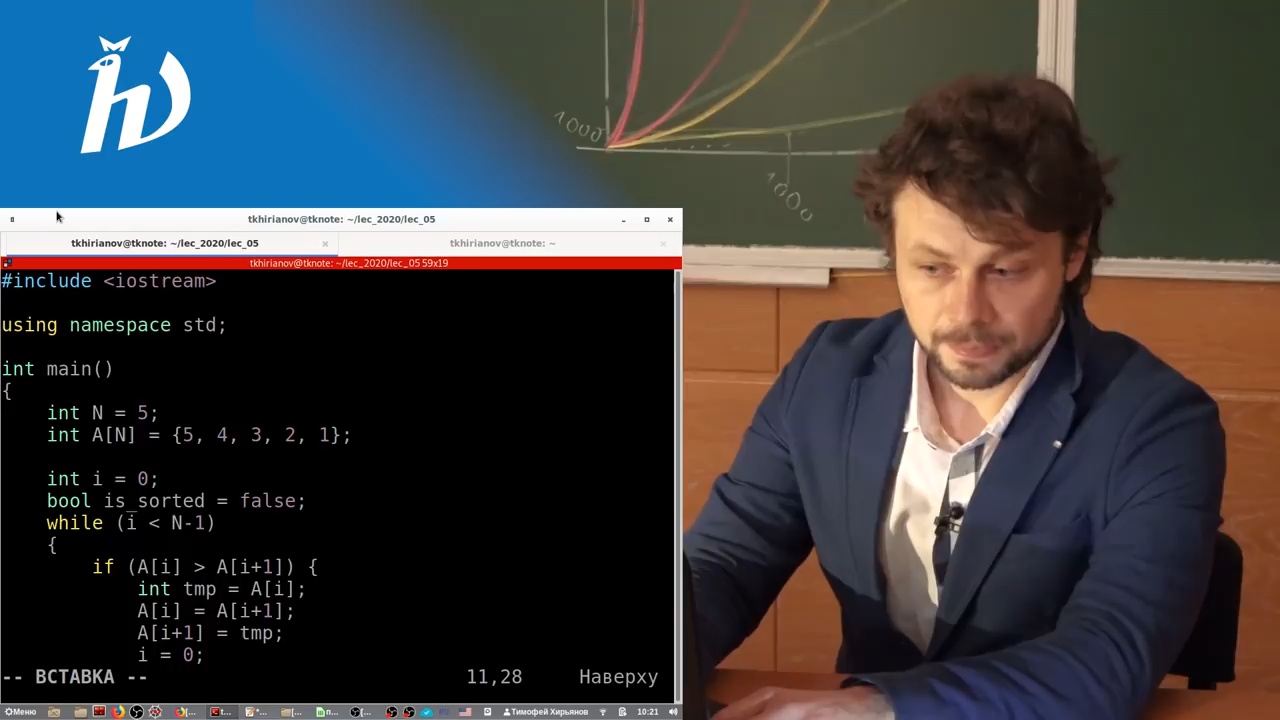 1000
1000
tkhirianov@tknote: ~/lec_2020/lec_05
tkhirianov@tknote: ~/lec_2020/lec_05 tkhirianov@tknote: ~
tkhirianov@tknote: ~/lec_2020/lec_05 59x19
#include <iostream>
using namespace std;
int main()
{
int N = 5;
int A[N] = {5, 4, 3, 2, 1};
int i = 0;
bool is_sorted = false;
while (i < N-1)
{
if (A[i] > A[i+1]) {
int tmp = A[i];
A[i] = A[i+1];
A[i+1] = tmp;
i = 0;
-- ВСТАВКА -- 11,28 Наверху
Меню Тимофей Хирьянов 10:21